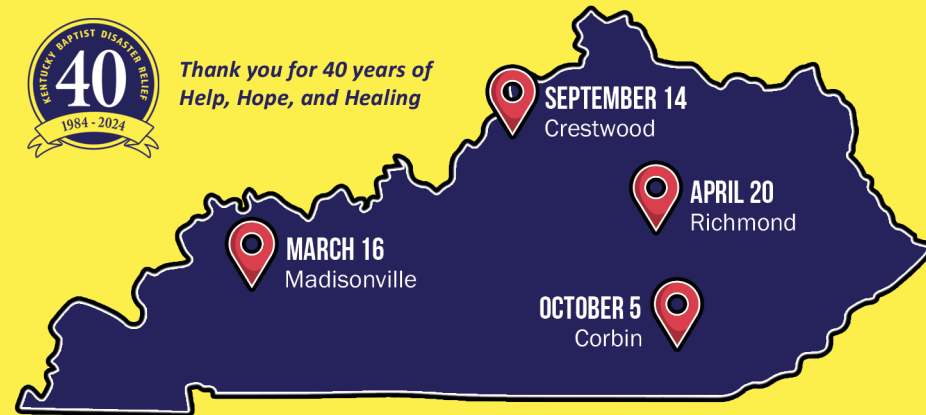 KENTUCKY BAPTIST DISASTER RELIEF
40
1984 - 2024
Thank you for 40 years of
Help, Hope, and Healing
SEPTEMBER 14
Crestwood
APRIL 20
Richmond
MARCH 16
Madisonville
OCTOBER 5
Corbin